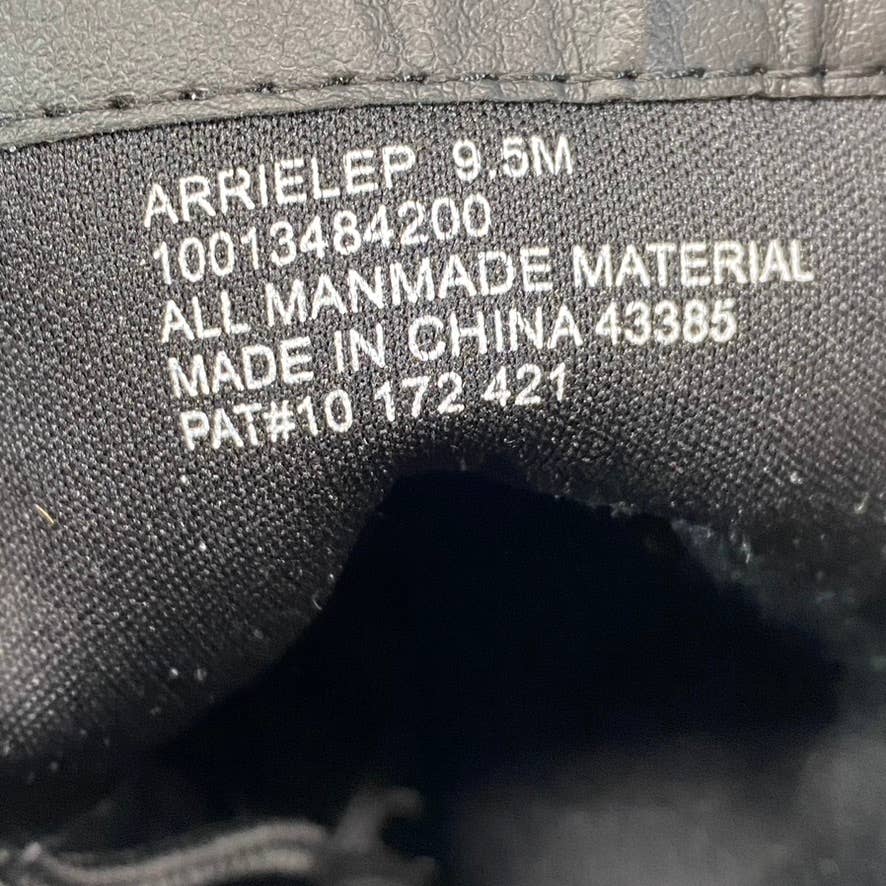 ARRIELEP 9.5M
10013484200
ALL MANMADE MATERIAL
MADE IN CHINA 43385
PAT#10 172 421